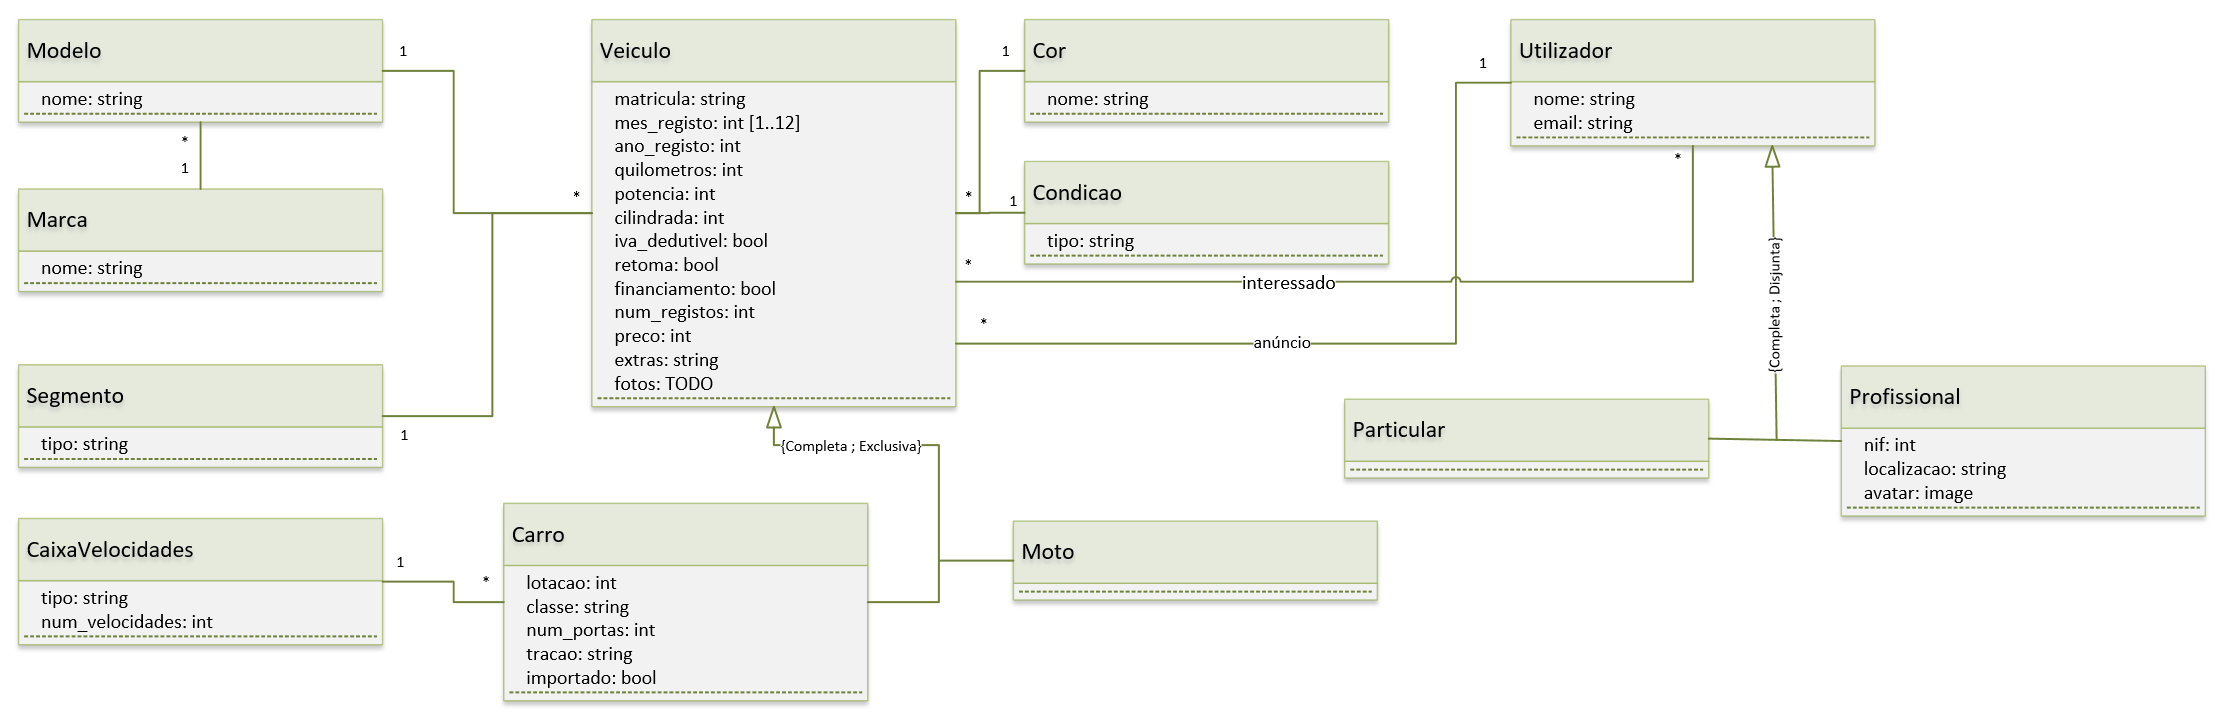 Modelo
nome: string
1
*
1
Marca
nome: string
Segmento
tipo: string
1
CaixaVelocidades
tipo: string
num_velocidades: int
1
*
Veiculo
matricula: string
mes_registo: int [1..12]
ano_registo: int
quilometros: int
potencia: int
cilindrada: int
iva_dedutivel: bool
retoma: bool
financiamento: bool
num_registos: int
preco: int
extras: string
fotos: TODO
*
{Completa ; Exclusiva}
Carro
lotacao: int
classe: string
num_portas: int
tracao: string
importado: bool
Moto
1
Cor
nome: string
*
1
Condicao
tipo: string
*
interessado
*
*
anúncio
1
Utilizador
nome: string
email: string
{Completa ; Disjunta}
Particular
Profissional
nif: int
localizacao: string
avatar: image